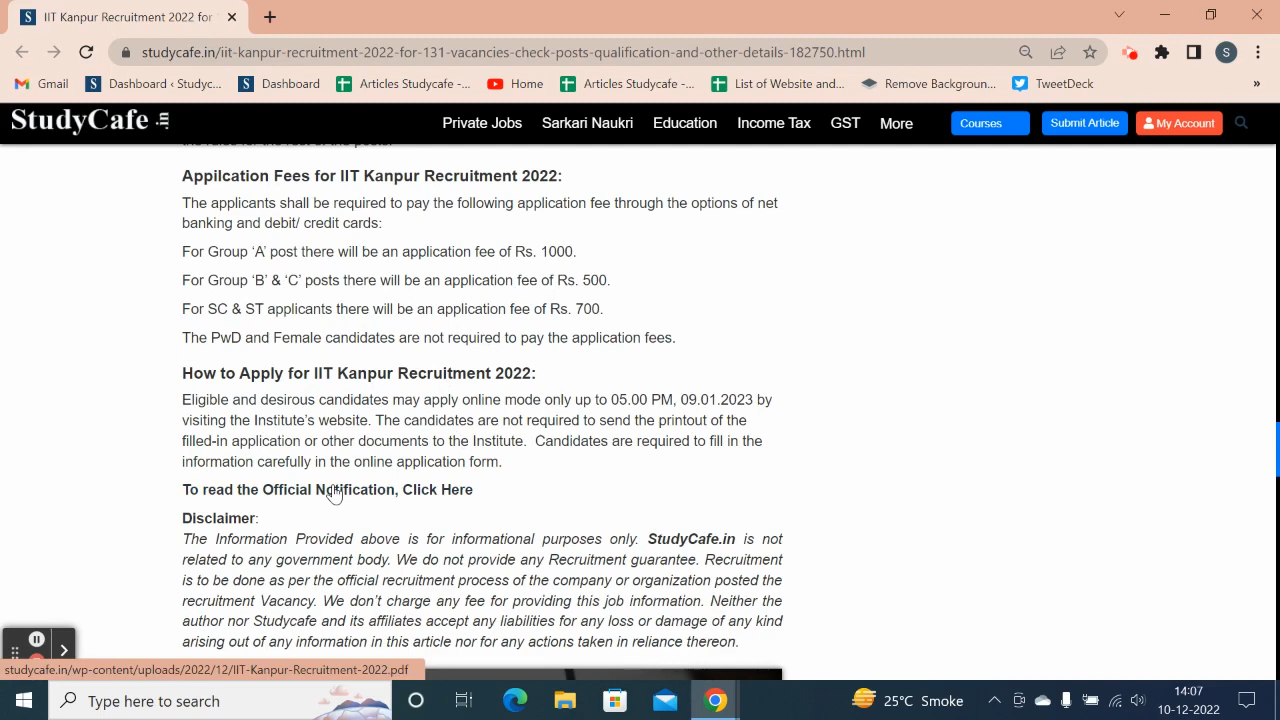 IIT Kanpur Recruitment 2022 for
studycafe.in/iit-kanpur-recruitment-2022-for-131-vacancies-check-posts-qualification-and-other-details-182750.html
S
Gmail
Dashboard ‹ Studyc...
Dashboard
Articles Studycafe -...
Home
Articles Studycafe -...
List of Website and...
Remove Backgroun...
TweetDeck
»
StudyCafe .in
Private Jobs
Sarkari Naukri
Education
Income Tax
GST
More
Courses
Submit Article
My Account
the rules for the rest of the posts.
Appilcation Fees for IIT Kanpur Recruitment 2022:
The applicants shall be required to pay the following application fee through the options of net
banking and debit/ credit cards:
For Group ‘A’ post there will be an application fee of Rs. 1000.
For Group ‘B’ & ‘C’ posts there will be an application fee of Rs. 500.
For SC & ST applicants there will be an application fee of Rs. 700.
The PwD and Female candidates are not required to pay the application fees.
How to Apply for IIT Kanpur Recruitment 2022:
Eligible and desirous candidates may apply online mode only up to 05.00 PM, 09.01.2023 by
visiting the Institute’s website. The candidates are not required to send the printout of the
filled-in application or other documents to the Institute. Candidates are required to fill in the
information carefully in the online application form.
To read the Official Notification, Click Here
Disclaimer:
The Information Provided above is for informational purposes only. StudyCafe.in is not
related to any government body. We do not provide any Recruitment guarantee. Recruitment
is to be done as per the official recruitment process of the company or organization posted the
recruitment Vacancy. We don’t charge any fee for providing this job information. Neither the
author nor Studycafe and its affiliates accept any liabilities for any loss or damage of any kind
arising out of any information in this article nor for any actions taken in reliance thereon.
studycafe.in/wp-content/uploads/2022/12/IIT-Kanpur-Recruitment-2022.pdf
Type here to search
25°C Smoke
14:07
10-12-2022